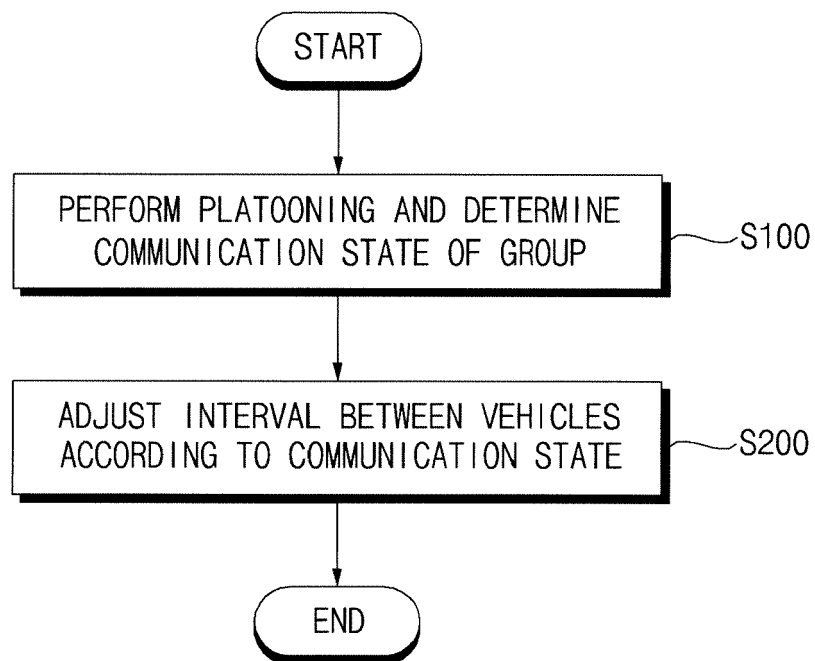 START
PERFORM PLATOONING AND DETERMINE
COMMUNICATION STATE OF GROUP
S100
ADJUST INTERVAL BETWEEN VEHICLES
ACCORDING TO COMMUNICATION STATE
S200
END